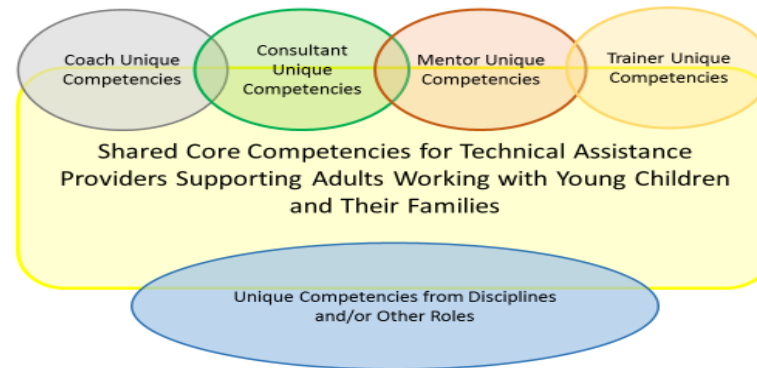 Coach Unique
Competencies
Consultant
Unique
Competencies
Mentor Unique
Competencies
Trainer Unique
Competencies
Shared Core Competencies for Technical Assistance
Providers Supporting Adults Working with Young Children
and Their Families
Unique Competencies from Disciplines
and/or Other Roles